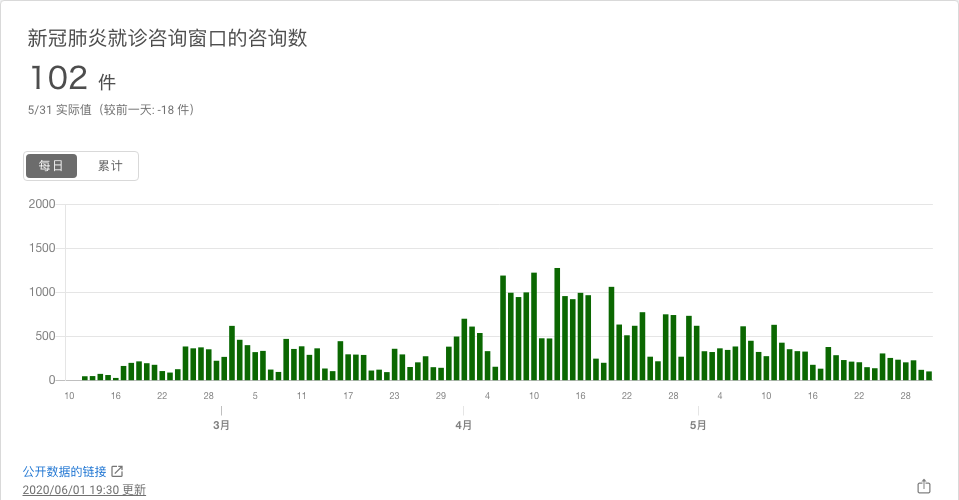 新冠肺炎就诊咨询窗口的咨询数
102 件
5/31 实际值（较前一天: -18 件）
每日 累计
2000
1500
1000
500
0
10 16 22 28 5 11 17 23 29 4 10 16 22 28 4 10 16 22 28
3月 4月 5月
公开数据的链接
2020/06/01 19:30 更新